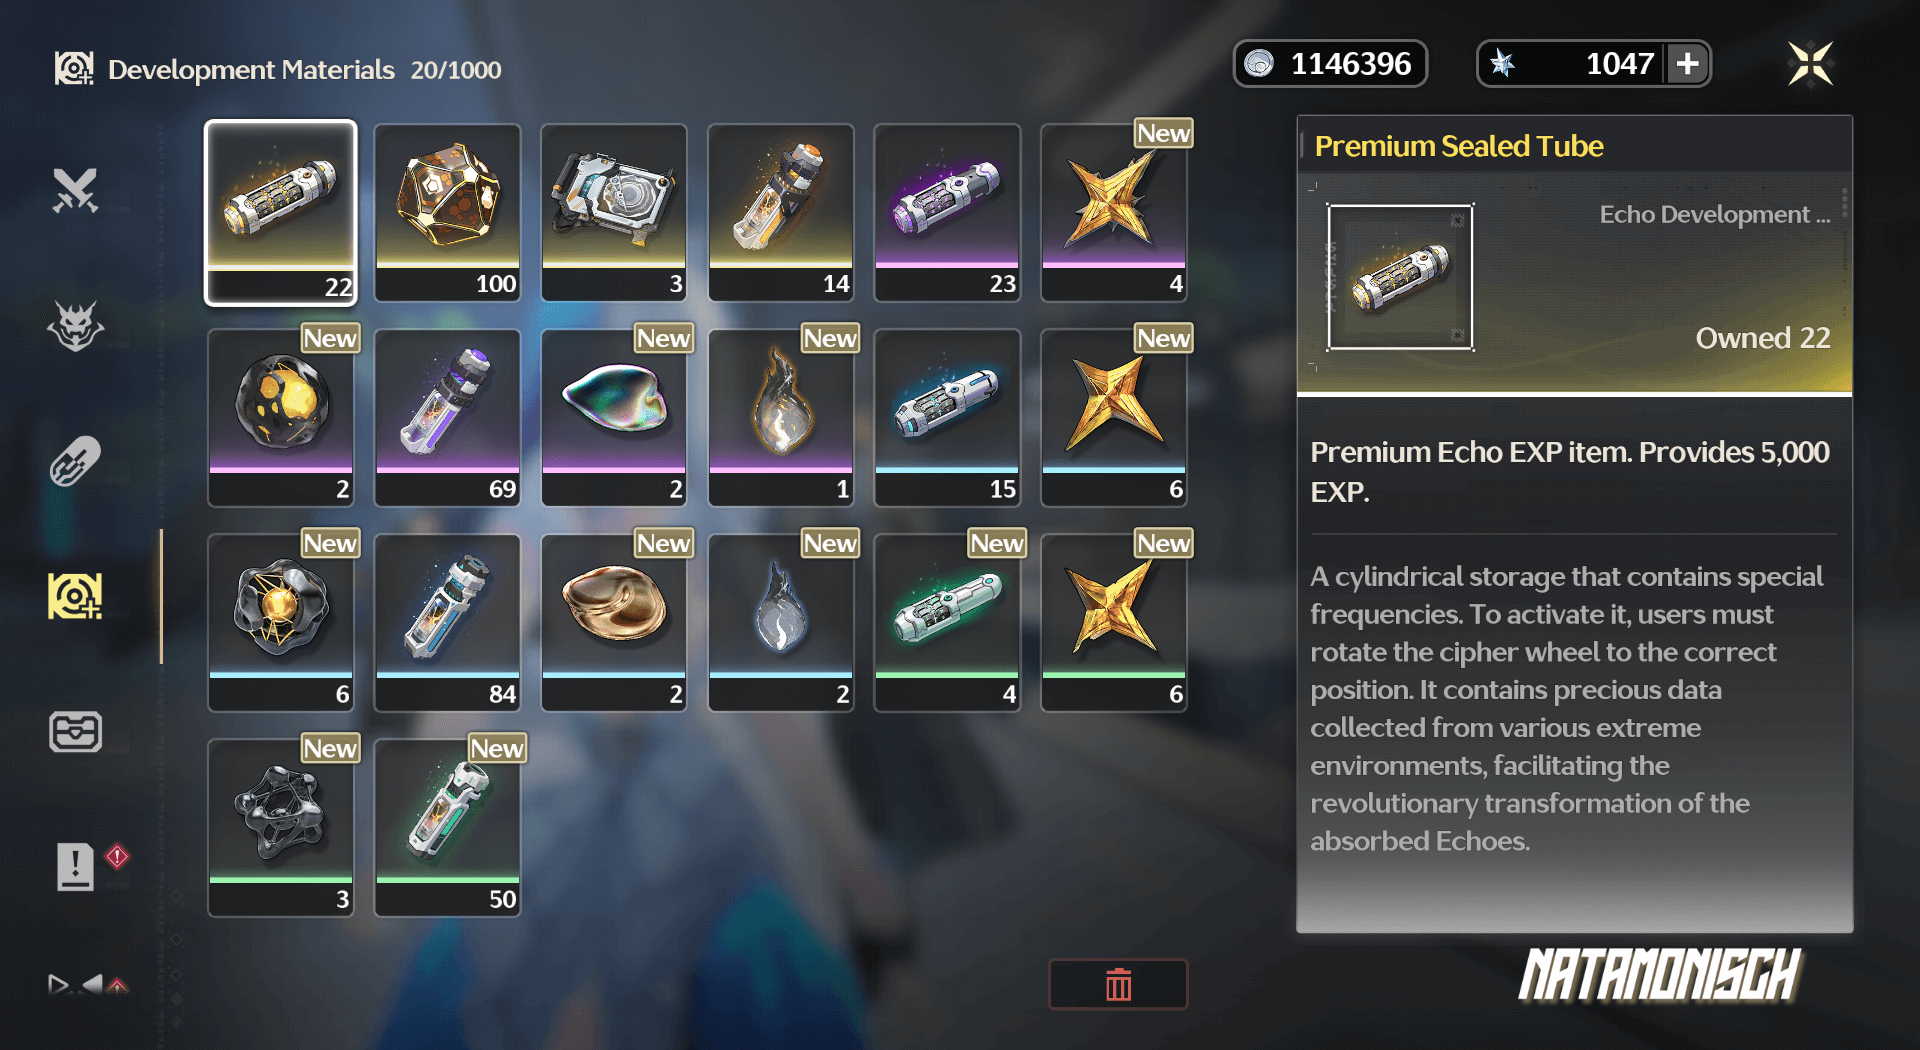 Development Materials 20/1000
1146396
1047
22
100
3
14
23
New
4
New
2
69
New
2
New
1
15
New
6
New
6
84
New
2
New
2
New
4
New
6
New
3
New
50
Premium Sealed Tube
Echo Development ...
Owned 22
Premium Echo EXP item. Provides 5,000
EXP.
A cylindrical storage that contains special
frequencies. To activate it, users must
rotate the cipher wheel to the correct
position. It contains precious data
collected from various extreme
environments, facilitating the
revolutionary transformation of the
absorbed Echoes.
NATAMONISCH